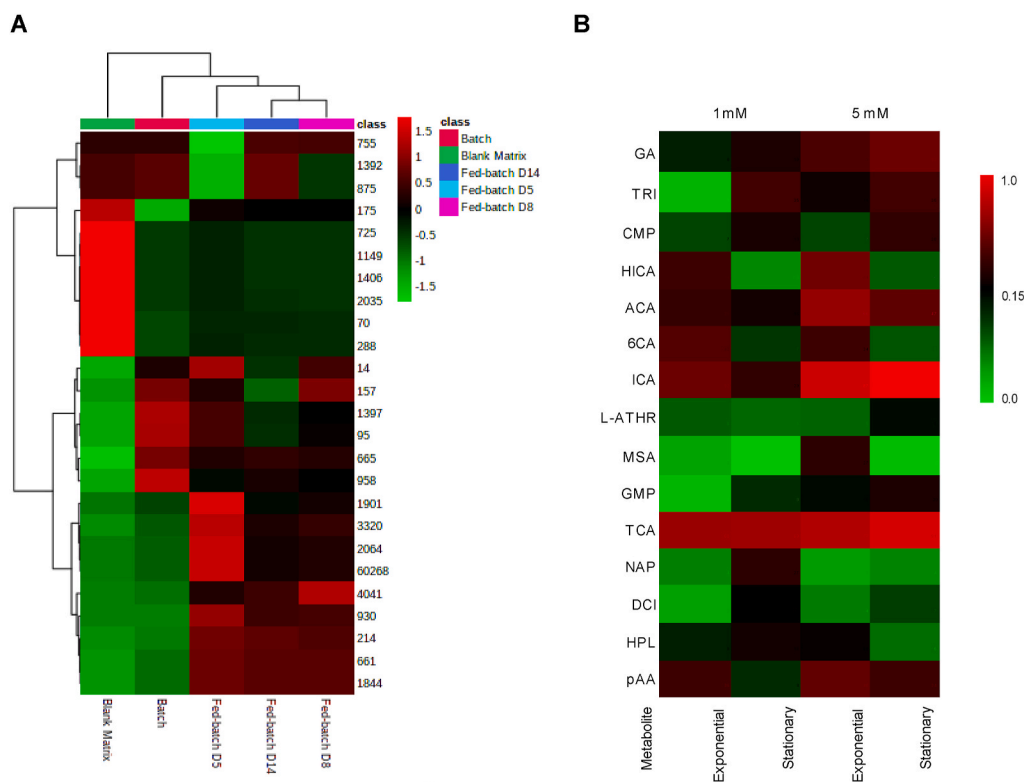 A
class
Batch
Blank Matrix
Fed-batch D14
Fed-batch D5
Fed-batch D8
1.5
1
0.5
0
-0.5
-1
-1.5
755
1392
875
175
725
1149
1406
2035
70
288
14
157
1397
95
665
958
1901
3320
2064
60268
4041
930
214
661
1844
Blank Matrix
Batch
Fed-batch D5
Fed-batch D14
Fed-batch D8
B
1 mM 5 mM
GA
TRI
CMP
HICA
ACA
6CA
ICA
L-ATHR
MSA
GMP
TCA
NAP
DCI
HPL
pAA
Metabolite
Exponential
Stationary
Exponential
Stationary
1.0
0.15
0.0